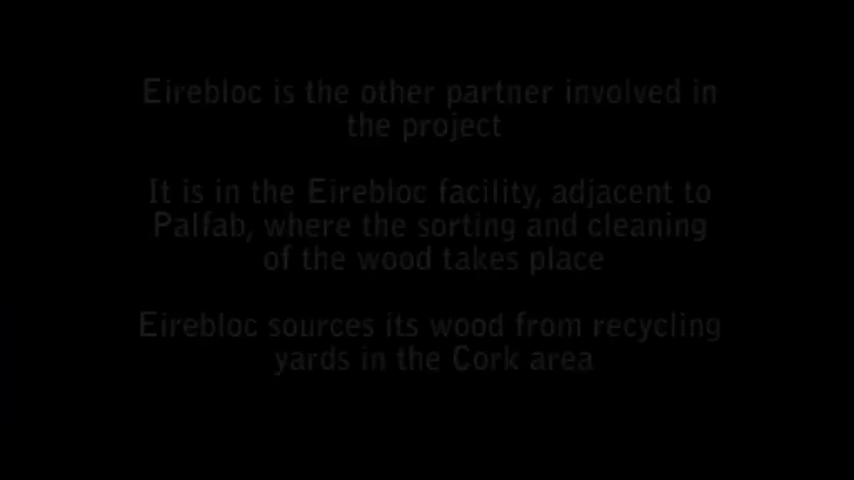 Eirebloc is the other partner involved in
the project
It is in the Eirebloc facility, adjacent to
Palfab, where the sorting and cleaning
of the wood takes place
Eirebloc sources its wood from recycling
yards in the Cork area